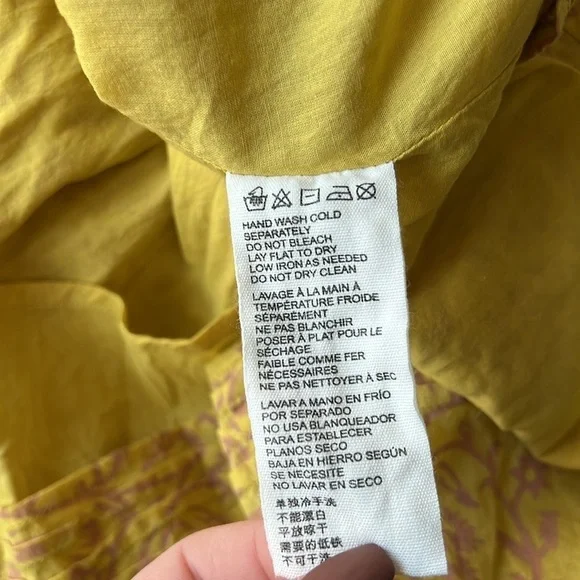 HAND WASH COLD
SEPARATELY
DO NOT BLEACH
LAY FLAT TO DRY
LOW IRON AS NEEDED
DO NOT DRY CLEAN
LAVAGE À LA MAIN À
TEMPÉRATURE FROIDE
SÉPARÉMENT
NE PAS BLANCHIR
POSER À PLAT POUR LE
SÉCHAGE
FAIBLE COMME FER
NÉCESSAIRES
NE PAS NETTOYER À SEC
LAVAR A MANO EN FRÍO
POR SEPARADO
NO USA BLANQUEADOR
PARA ESTABLECER
PLANOS SECO
BAJA EN HIERRO SEGÚN
SE NECESITE
NO LAVAR EN SECO
单独冷手洗
不能漂白
平放晾干
需要的低铁
不可干洗